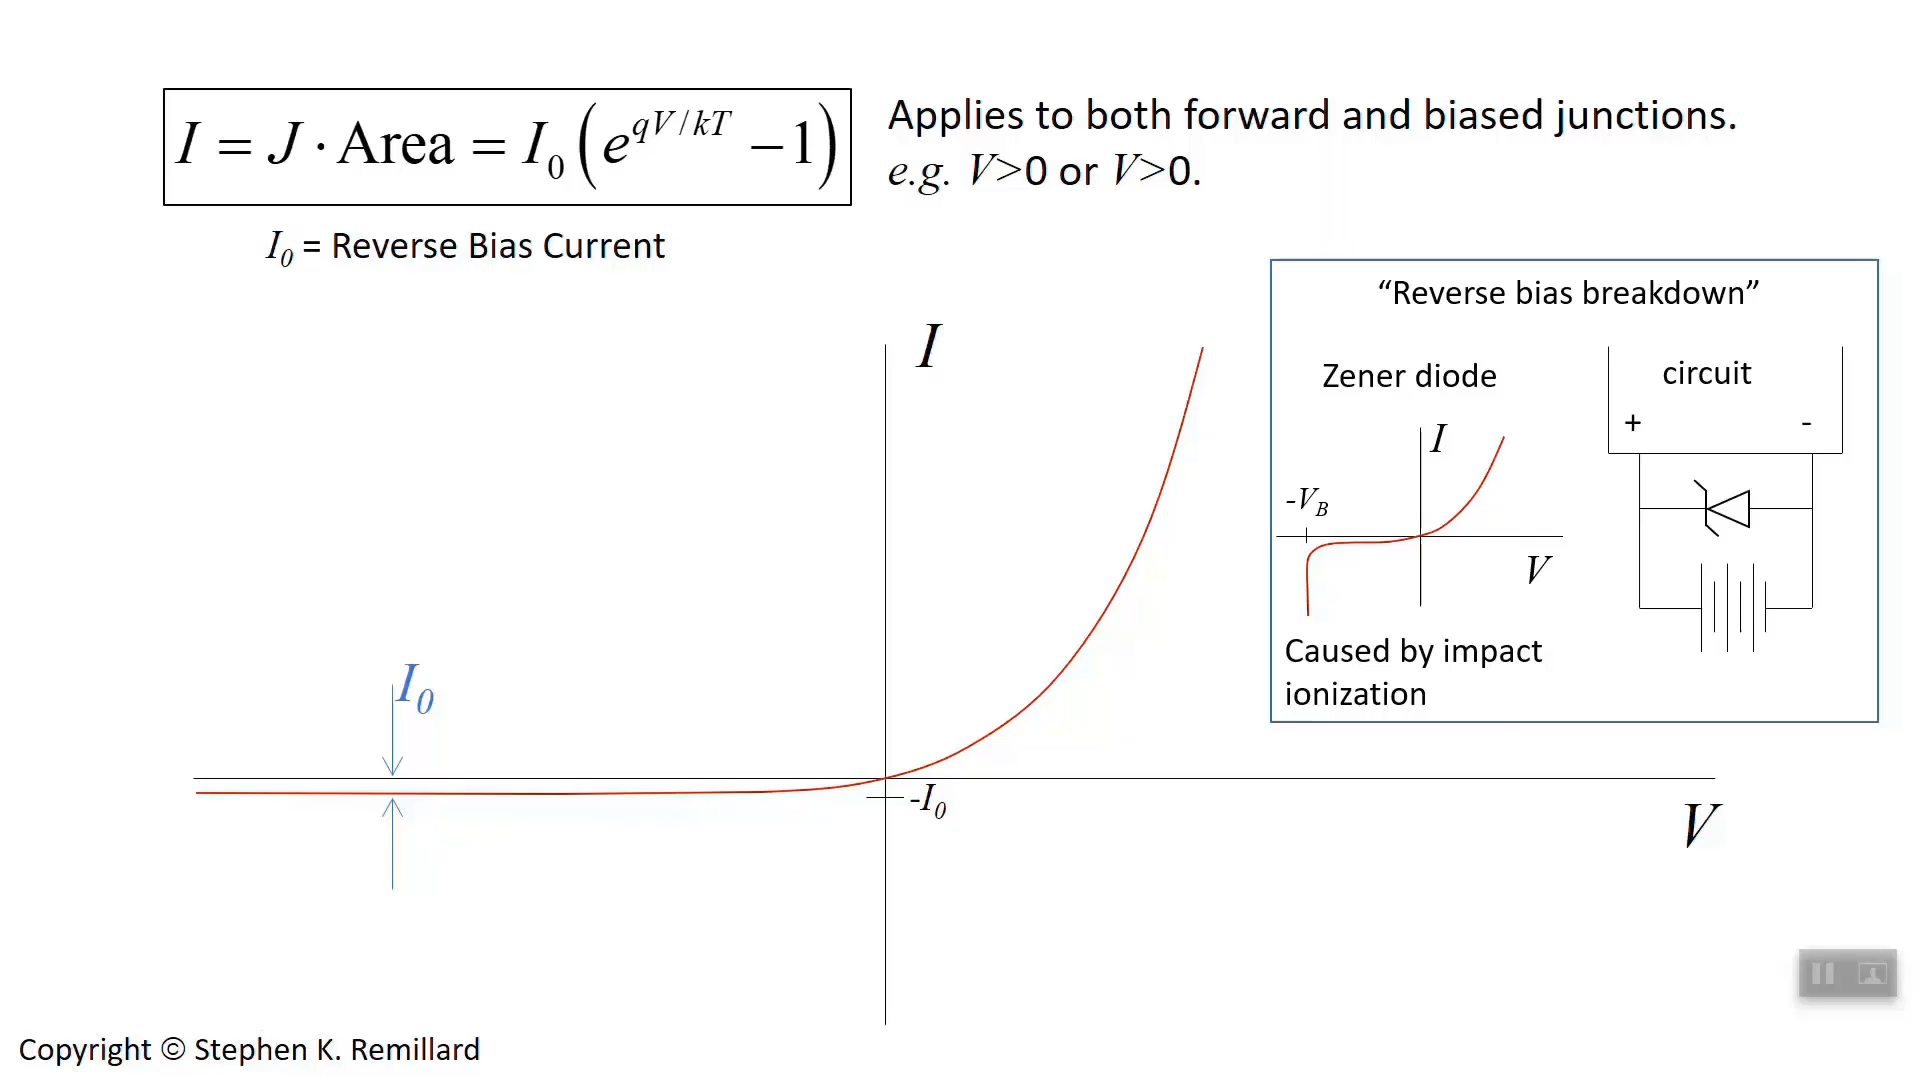 I = J · Area = I₀(e^{qV/kT} − 1)
Applies to both forward and biased junctions.
e.g. V>0 or V>0.
I₀ = Reverse Bias Current
“Reverse bias breakdown”
Zener diode
circuit
+ -
I
-V_B
V
Caused by impact
ionization
I
I₀
-I₀
V
Copyright © Stephen K. Remillard